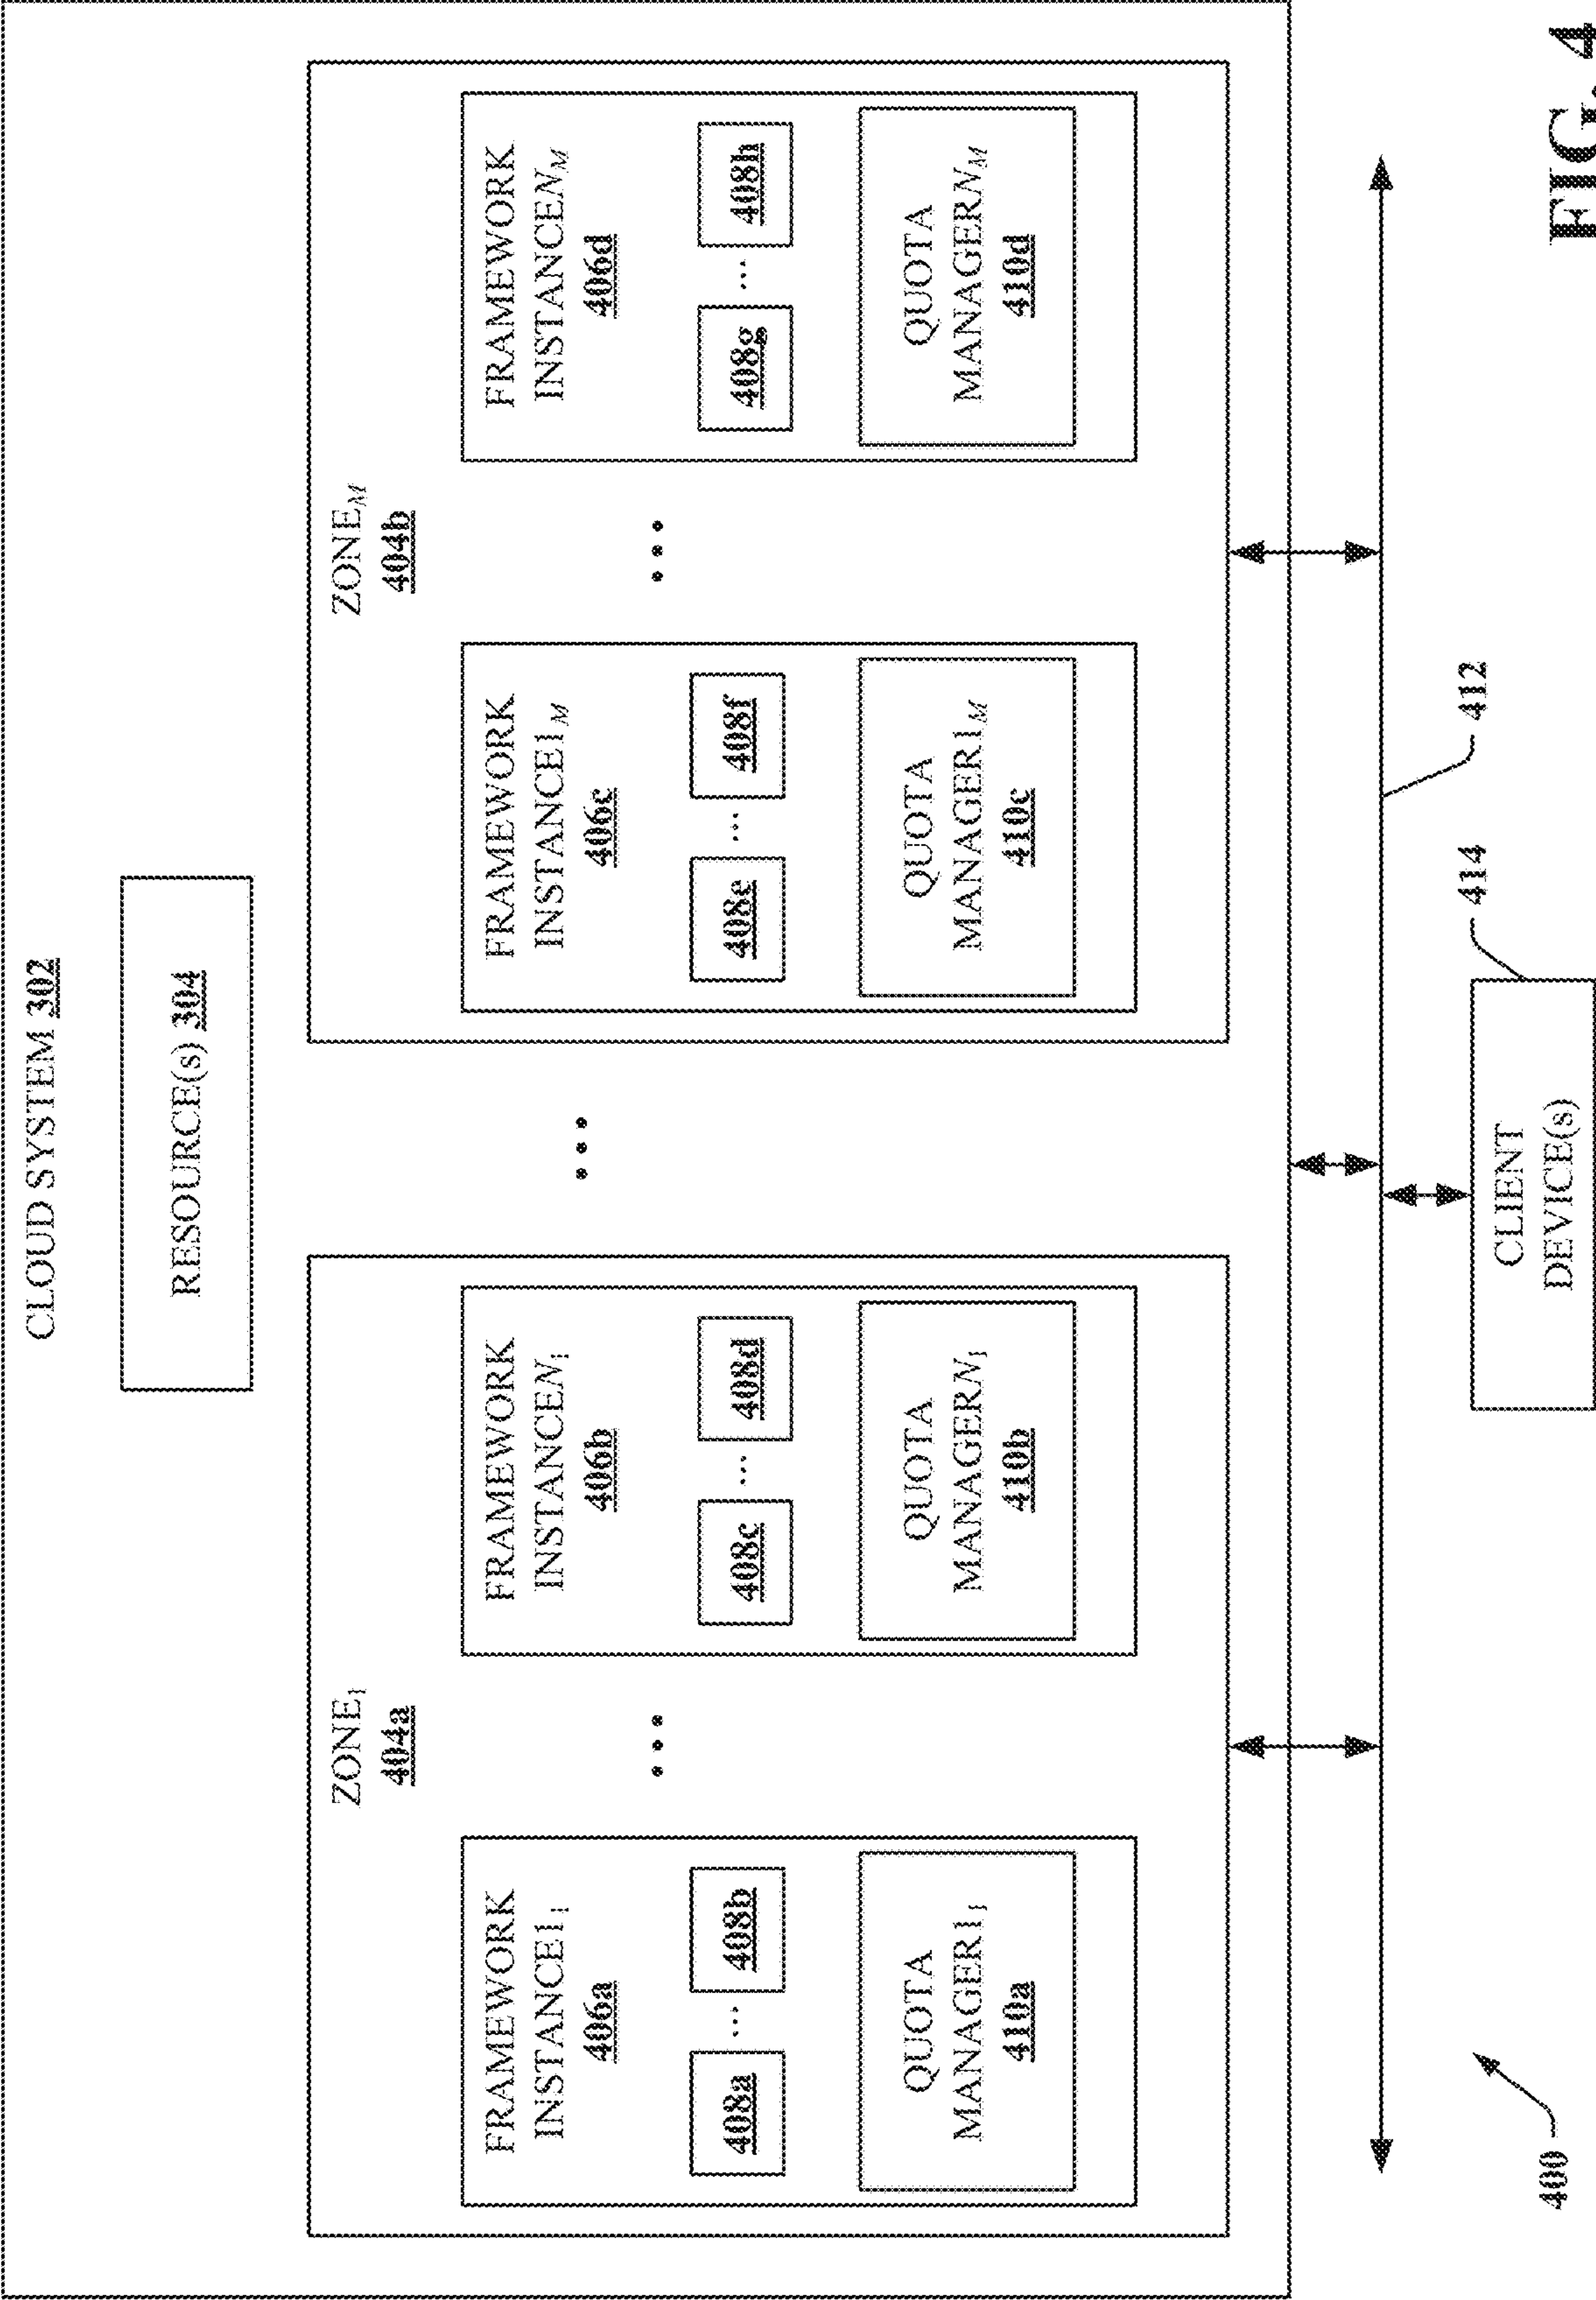 CLOUD SYSTEM 302
RESOURCE(s) 304
ZONE1
404a
FRAMEWORK
INSTANCE11
406a
408a
...
408b
QUOTA
MANAGER11
410a
...
FRAMEWORK
INSTANCEN1
406b
408c
...
408d
QUOTA
MANAGERN1
410b
...
ZONEM
404b
FRAMEWORK
INSTANCE1M
406c
408e
...
408f
QUOTA
MANAGER1M
410c
...
FRAMEWORK
INSTANCENM
406d
408g
...
408h
QUOTA
MANAGERNM
410d
412
414
CLIENT
DEVICE(s)
400
FIG. 4